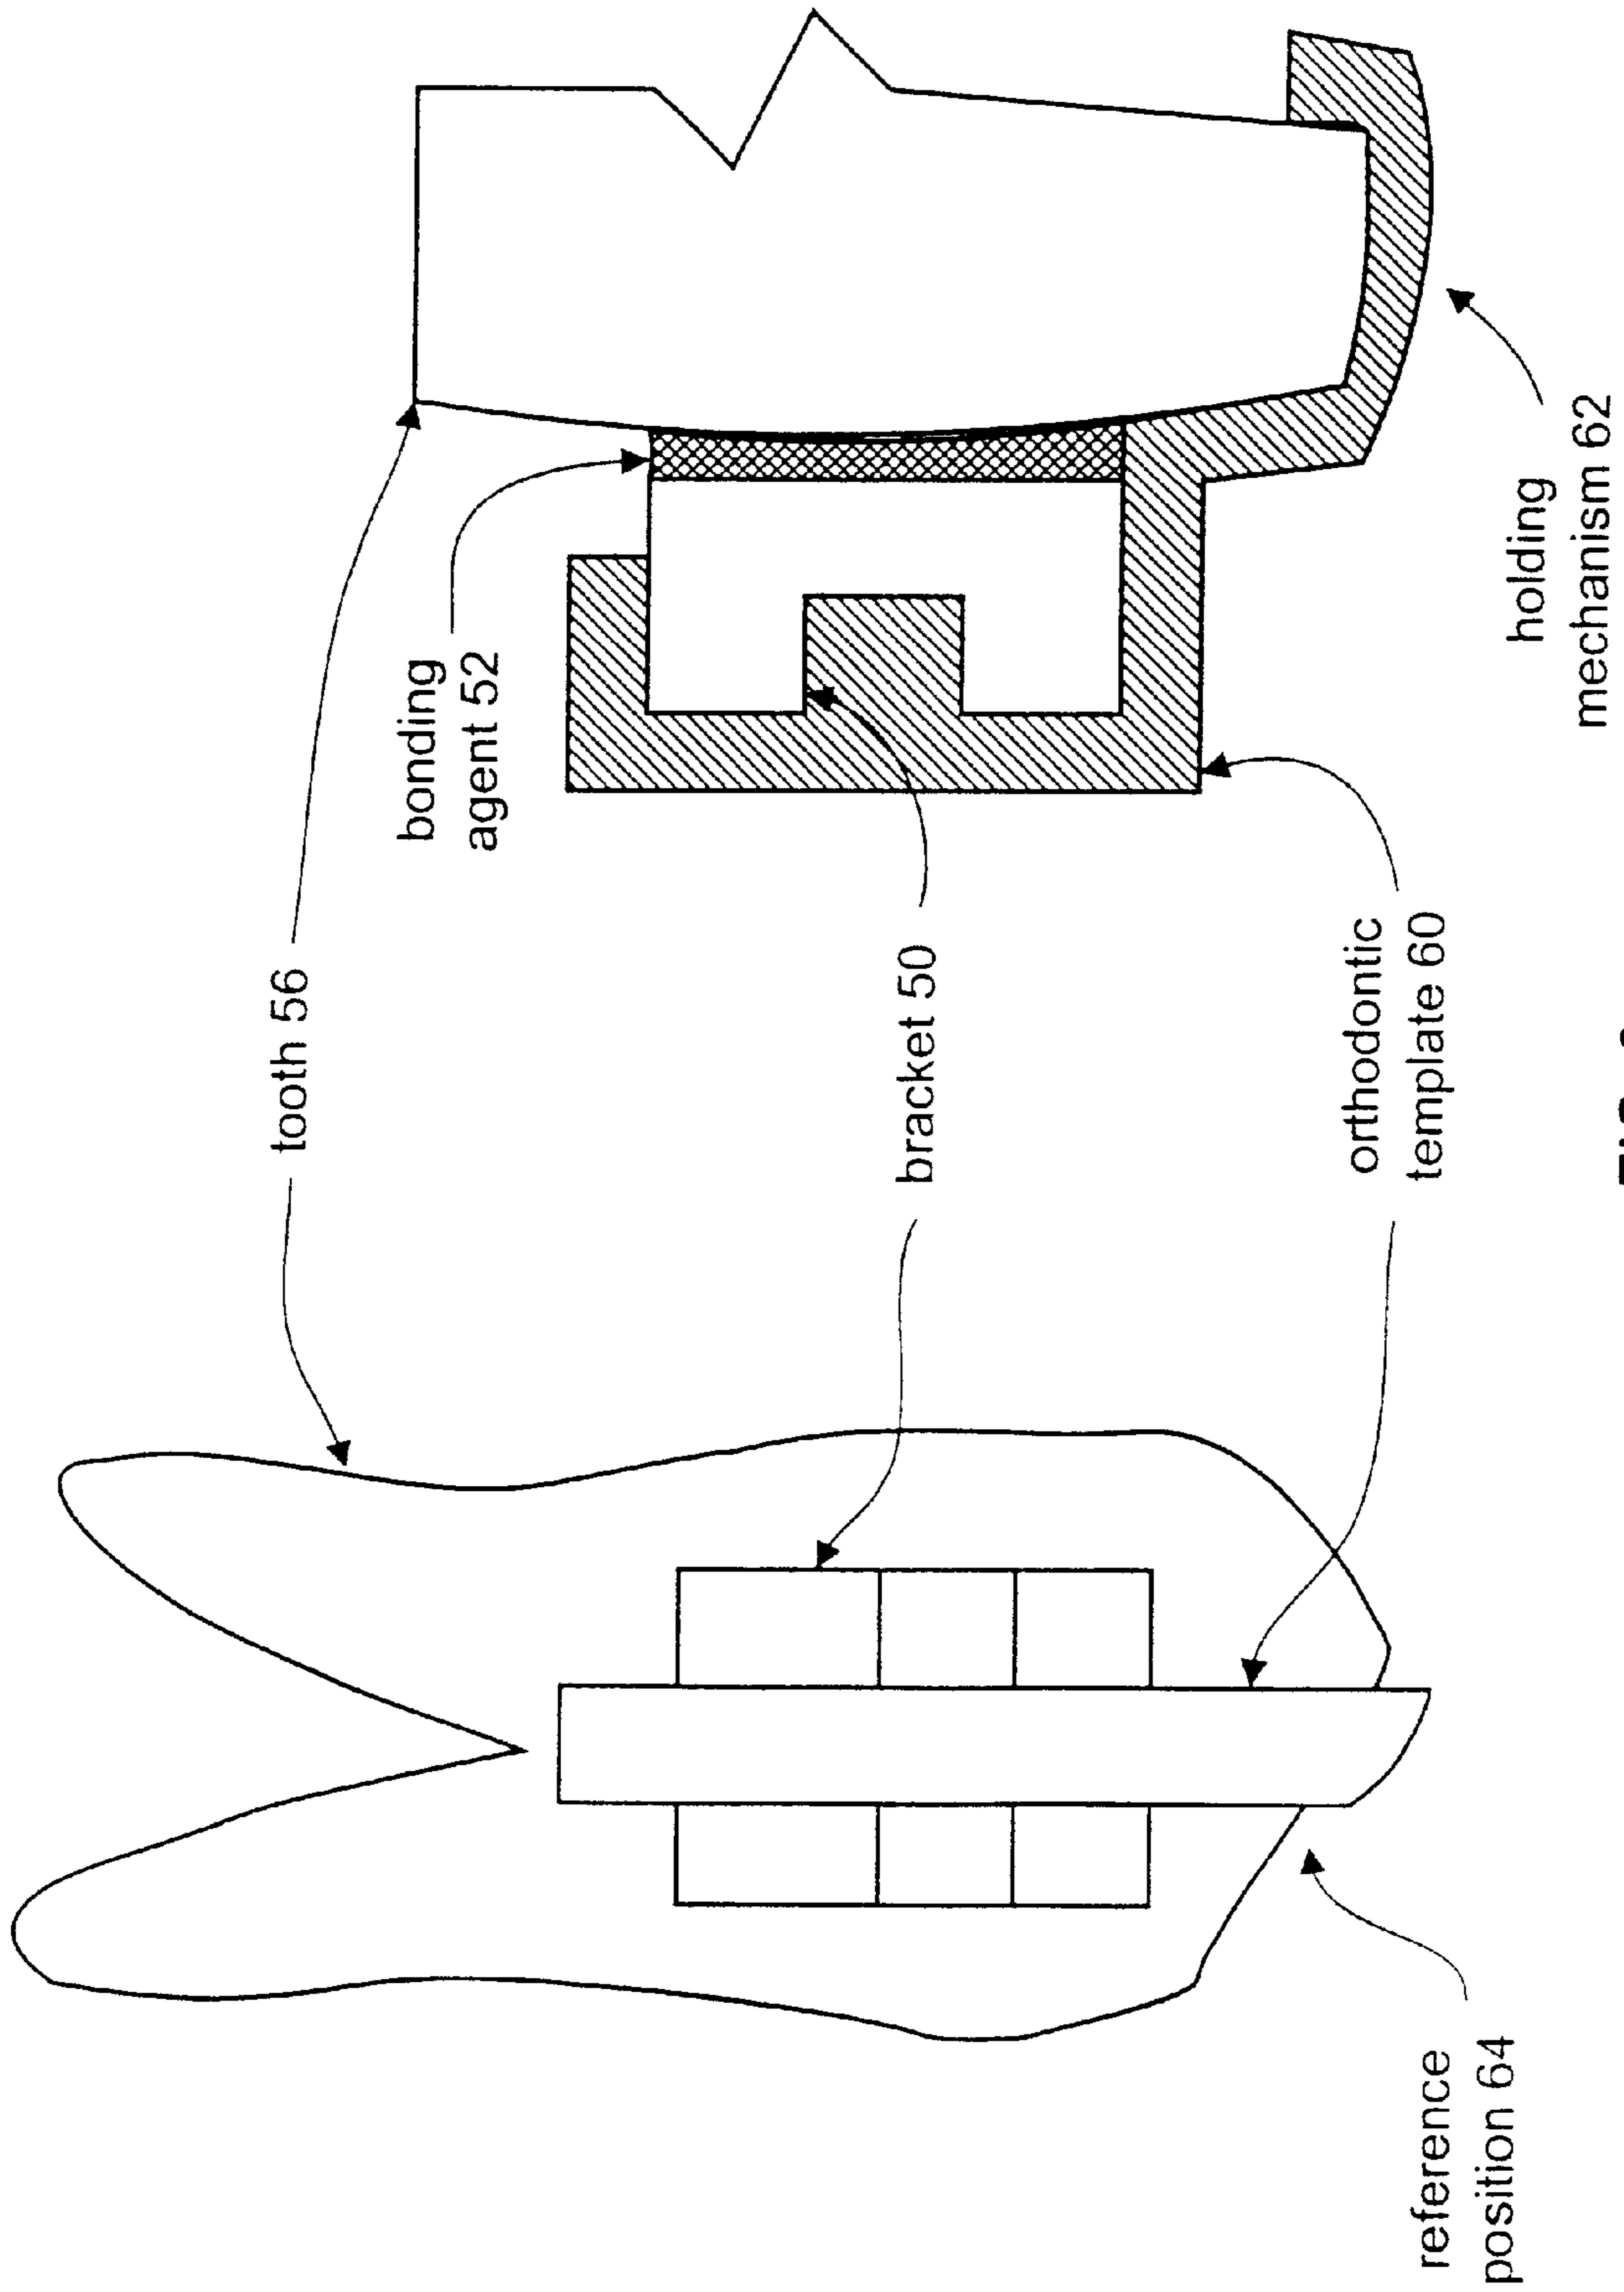 tooth 56
bonding
agent 52
bracket 50
orthodontic
template 60
holding
mechanism 62
reference
position 64